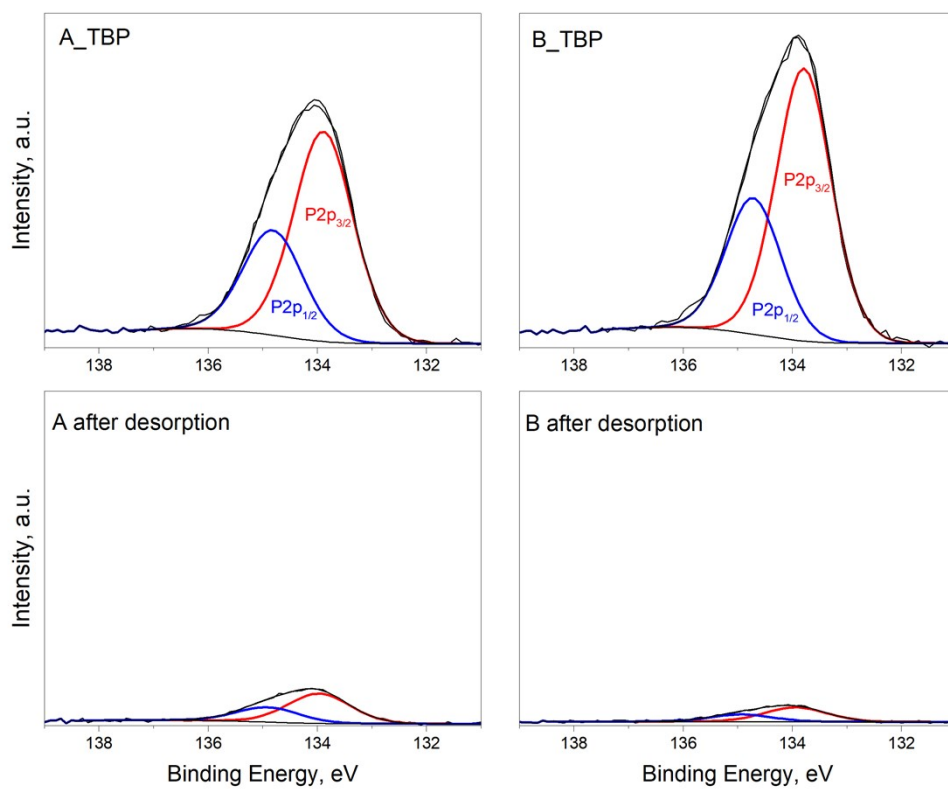 A_TBP
B_TBP
Intensity, a.u.
P2p3/2
P2p1/2
P2p3/2
P2p1/2
138 136 134 132
138 136 134 132
A after desorption
B after desorption
Intensity, a.u.
138 136 134 132
138 136 134 132
Binding Energy, eV
Binding Energy, eV